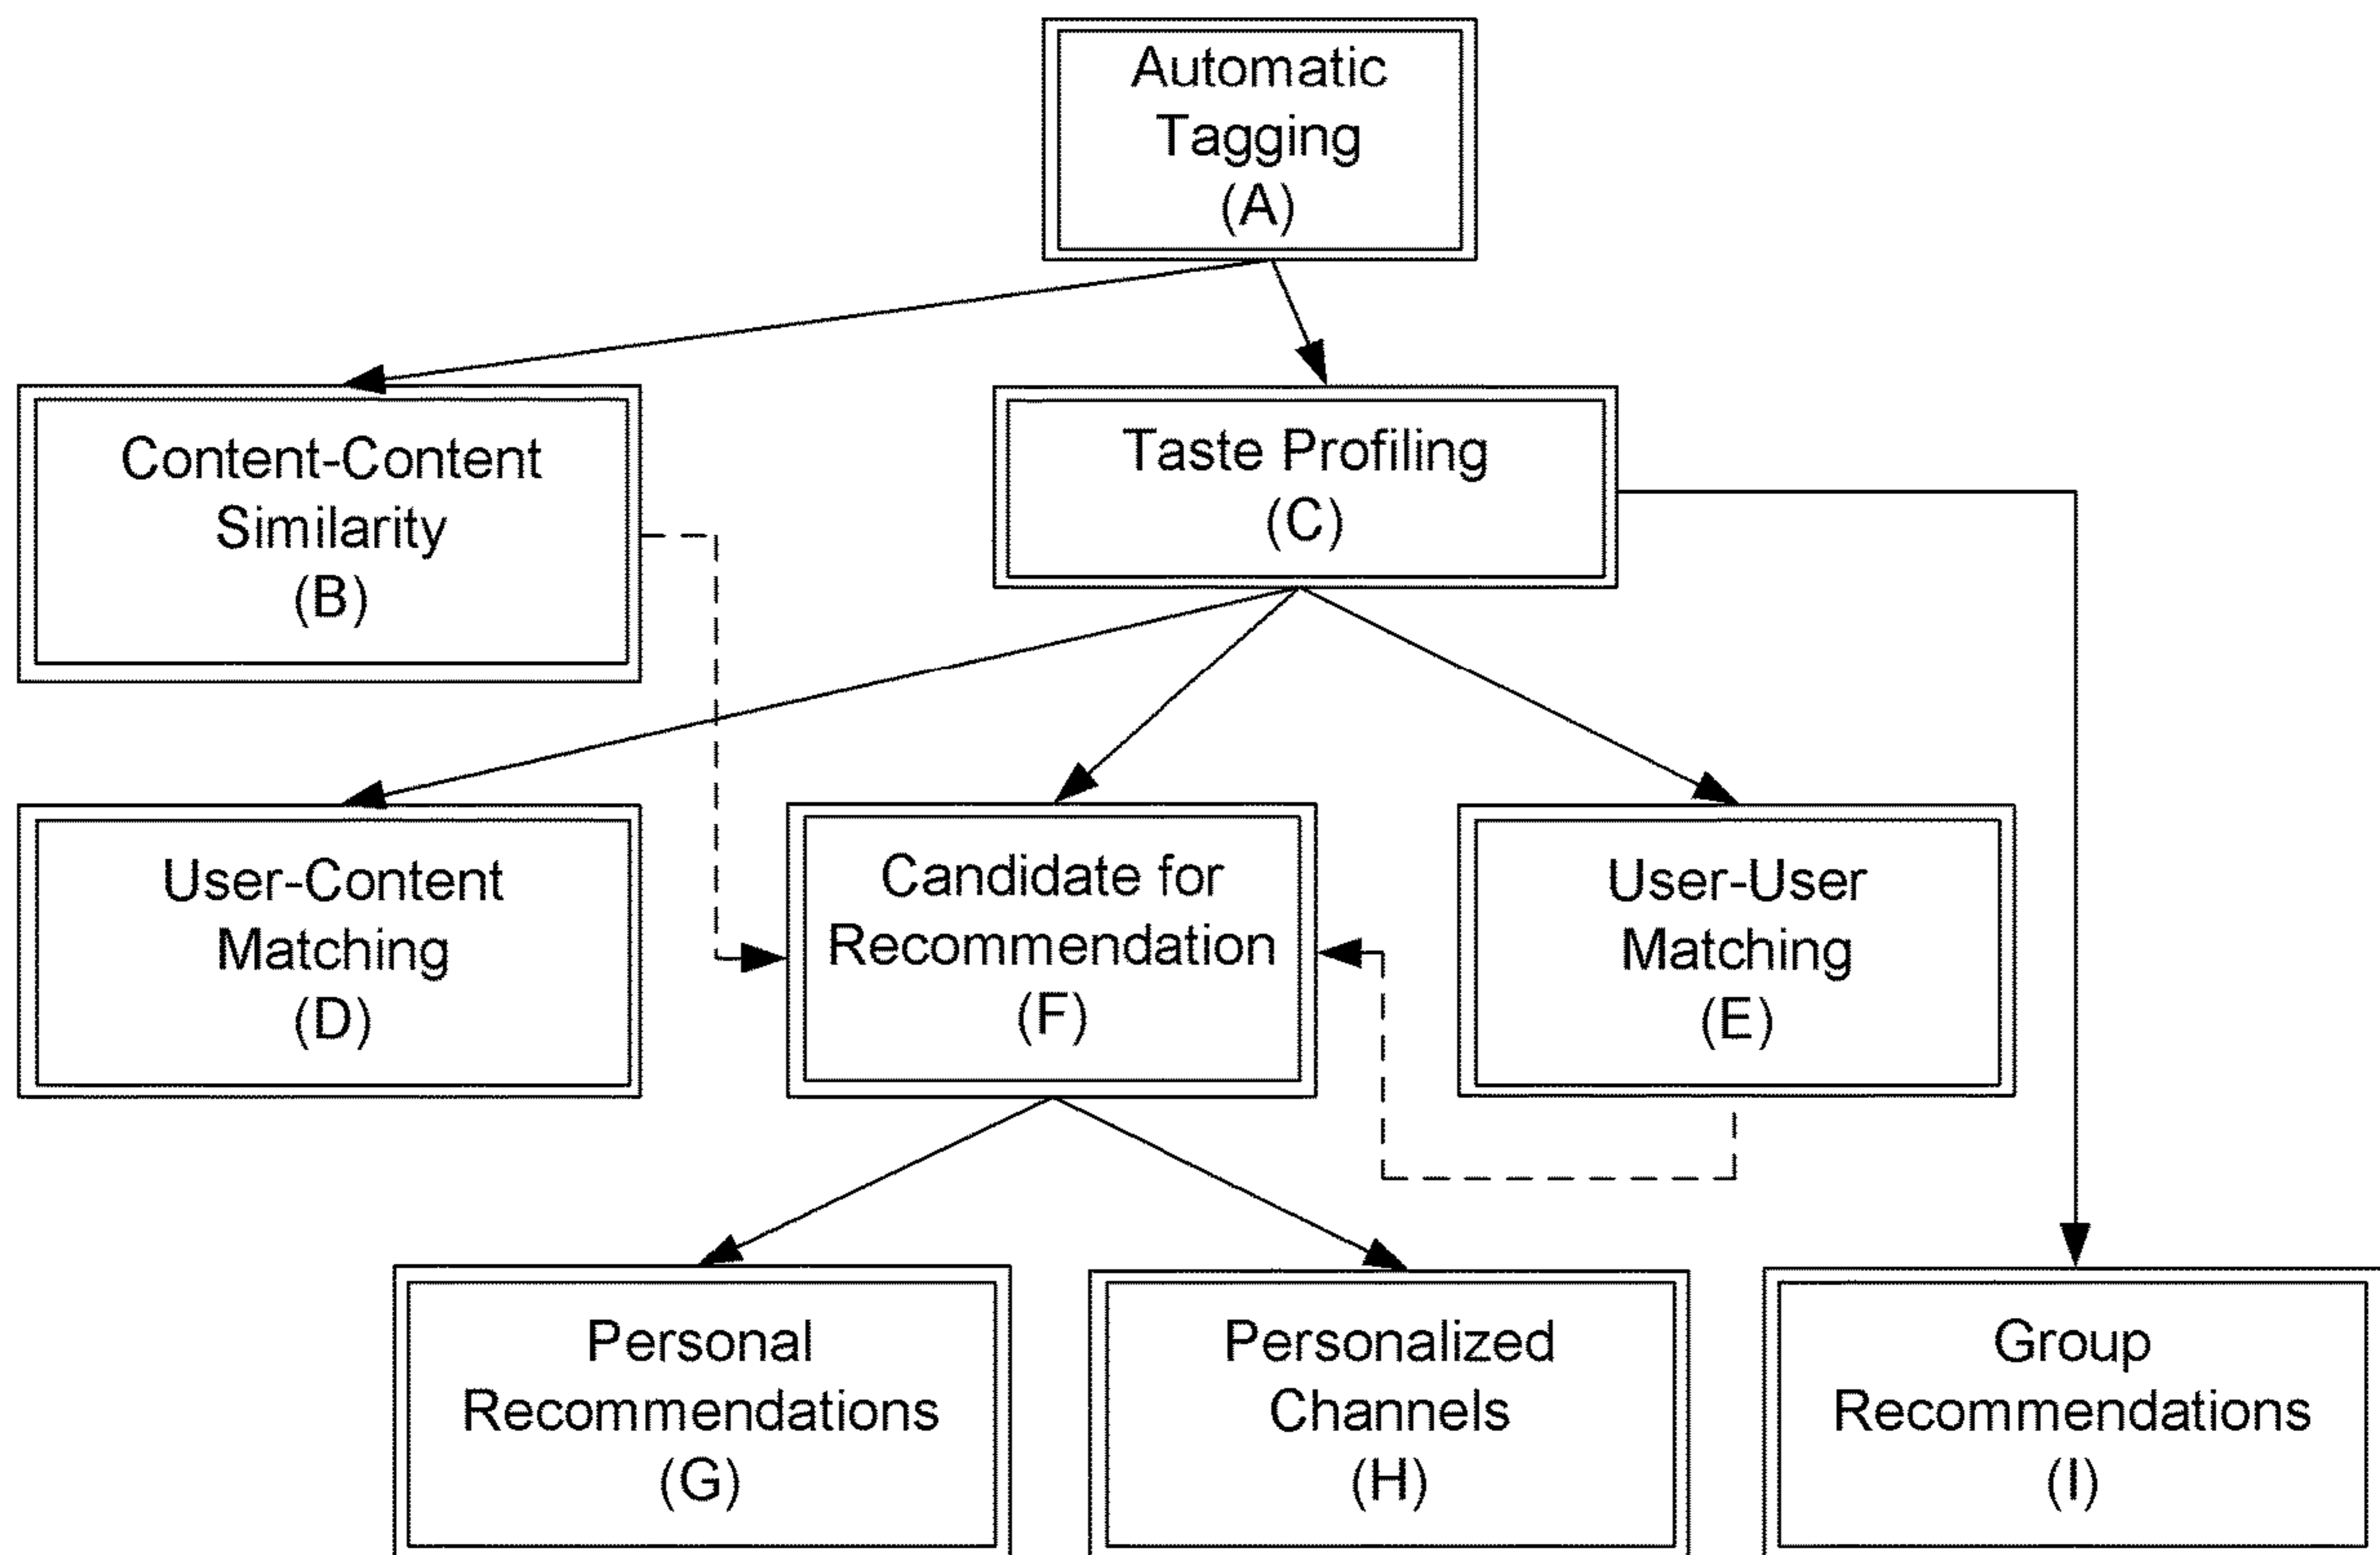 Automatic
Tagging
(A)
Content-Content
Similarity
(B)
Taste Profiling
(C)
User-Content
Matching
(D)
Candidate for
Recommendation
(F)
User-User
Matching
(E)
Personal
Recommendations
(G)
Personalized
Channels
(H)
Group
Recommendations
(I)